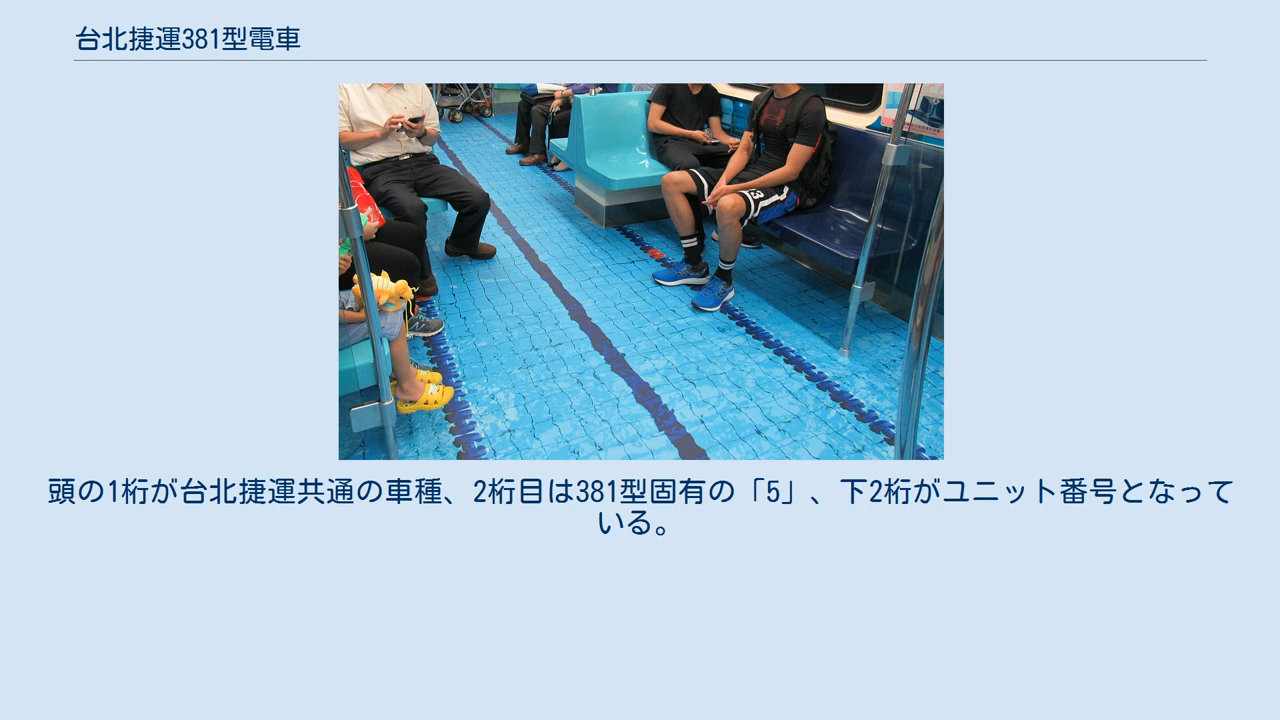 台北捷運381型電車
頭の1桁が台北捷運共通の車種、2桁目は381型固有の「5」、下2桁がユニット番号となって
いる。